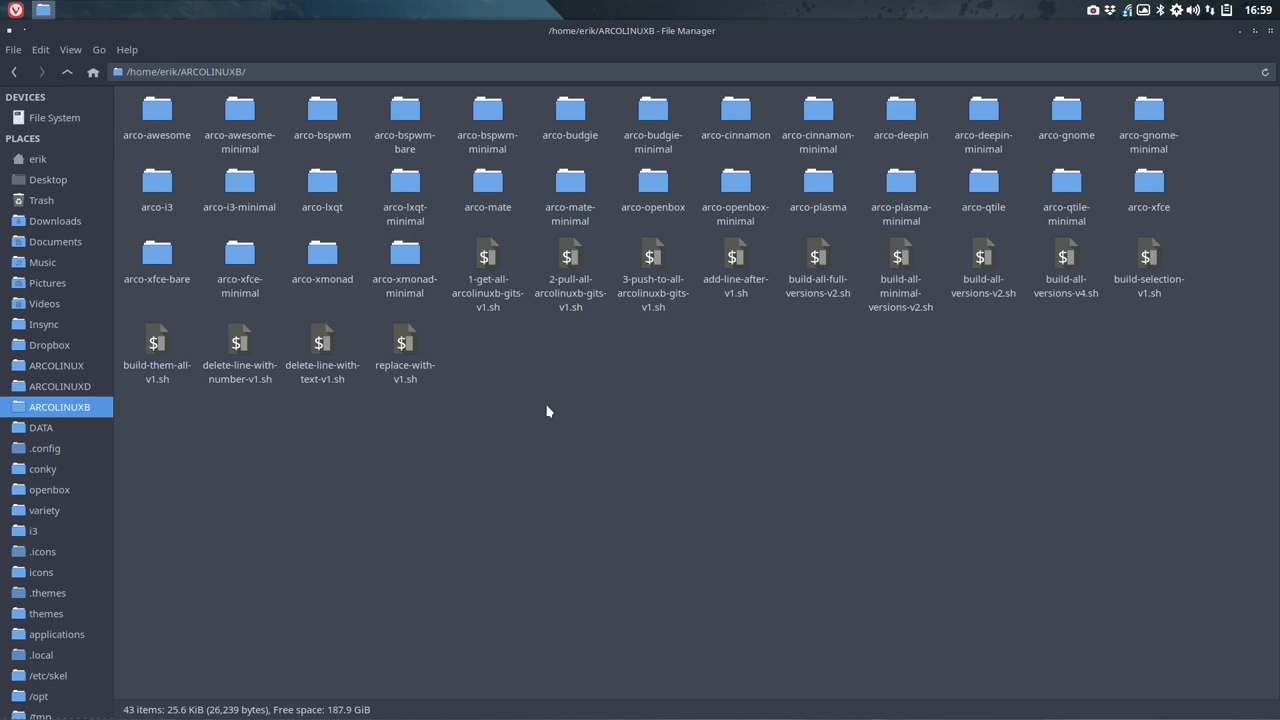 16:59
/home/erik/ARCOLINUXB - File Manager
File Edit View Go Help
/home/erik/ARCOLINUXB/
DEVICES
File System
PLACES
erik
Desktop
Trash
Downloads
Documents
Music
Pictures
Videos
Insync
Dropbox
ARCOLINUX
ARCOLINUXD
ARCOLINUXB
DATA
.config
conky
openbox
variety
i3
.icons
icons
.themes
themes
applications
.local
/etc/skel
/opt
/tmp
arco-awesome
arco-awesome-
minimal
arco-bspwm
arco-bspwm-
bare
arco-bspwm-
minimal
arco-budgie
arco-budgie-
minimal
arco-cinnamon
arco-cinnamon-
minimal
arco-deepin
arco-deepin-
minimal
arco-gnome
arco-gnome-
minimal
arco-i3
arco-i3-minimal
arco-lxqt
arco-lxqt-
minimal
arco-mate
arco-mate-
minimal
arco-openbox
arco-openbox-
minimal
arco-plasma
arco-plasma-
minimal
arco-qtile
arco-qtile-
minimal
arco-xfce
arco-xfce-bare
arco-xfce-
minimal
arco-xmonad
arco-xmonad-
minimal
1-get-all-
arcolinuxb-gits-
v1.sh
2-pull-all-
arcolinuxb-gits-
v1.sh
3-push-to-all-
arcolinuxb-gits-
v1.sh
add-line-after-
v1.sh
build-all-full-
versions-v2.sh
build-all-
minimal-
versions-v2.sh
build-all-
versions-v2.sh
build-all-
versions-v4.sh
build-selection-
v1.sh
build-them-all-
v1.sh
delete-line-with-
number-v1.sh
delete-line-with-
text-v1.sh
replace-with-
v1.sh
43 items: 25.6 KiB (26,239 bytes), Free space: 187.9 GiB